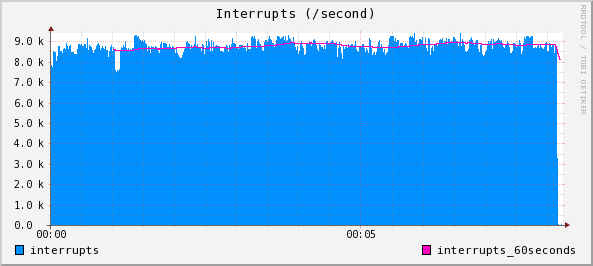 Interrupts (/second)
RRDTOOL / TOBI OETIKER
9.0 k
8.0 k
7.0 k
6.0 k
5.0 k
4.0 k
3.0 k
2.0 k
1.0 k
0.0
00:00 00:05
interrupts interrupts_60seconds